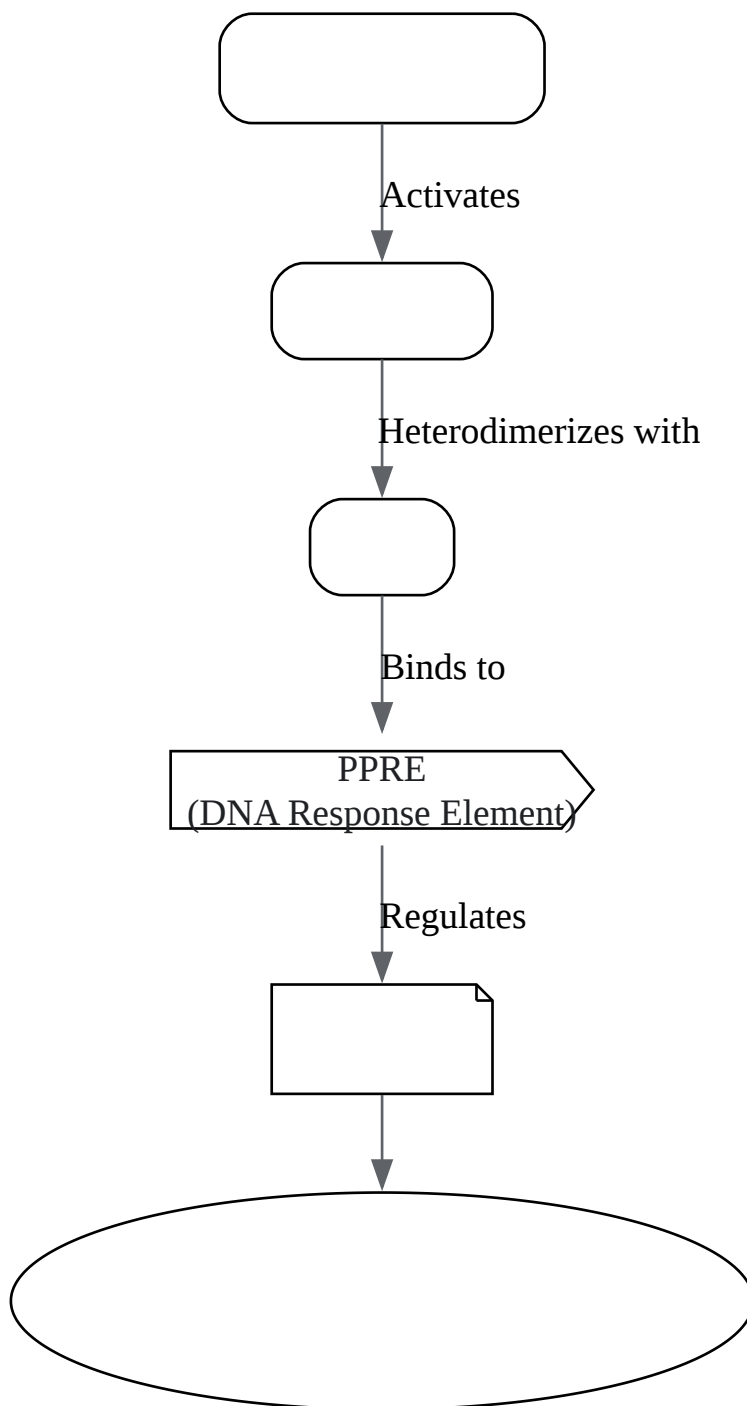 Activates
Heterodimerizes with
Binds to
PPRE
(DNA Response Element)
Regulates